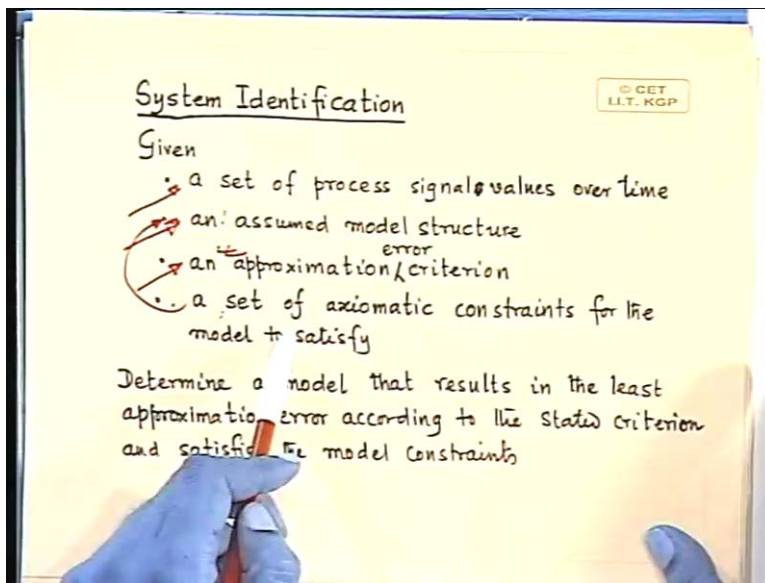 System Identification
© CET
I.I.T. KGP
Given
• a set of process signal values over time
• an assumed model structure
error
• an approximation criterion
• a set of axiomatic constraints for the
model to satisfy
Determine a model that results in the least
approximation error according to the stated criterion
and satisfies the model constraints